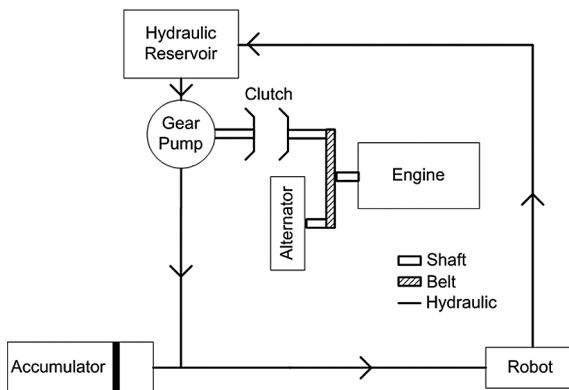 Hydraulic
Reservoir
Clutch
Gear
Pump
Engine
Alternator
Shaft
Belt
Hydraulic
Accumulator
Robot